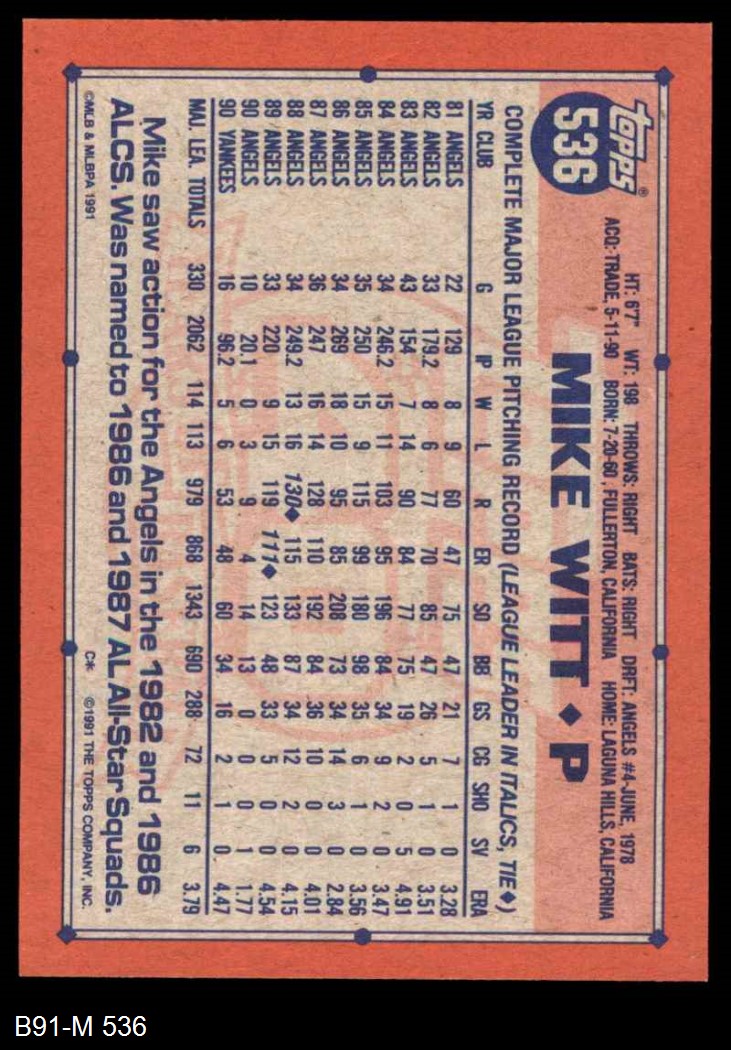 topps®
536
HT: 6'7" WT: 198 THROWS: RIGHT BATS: RIGHT DRFT: ANGELS #4-JUNE, 1978
ACQ: TRADE, 5-11-90 BORN: 7-20-60, FULLERTON, CALIFORNIA HOME: LAGUNA HILLS, CALIFORNIA
MIKE WITT ♦ P
COMPLETE MAJOR LEAGUE PITCHING RECORD (LEAGUE LEADER IN ITALICS, TIE♦)
YR CLUB G IP W L R ER SO BB GS CG SHO SV ERA
81 ANGELS 22 129 8 9 60 47 75 47 21 7 1 0 3.28
82 ANGELS 33 179.2 8 6 77 70 85 47 26 5 1 0 3.51
83 ANGELS 43 154 7 14 90 84 77 75 19 2 0 5 4.91
84 ANGELS 34 246.2 15 11 103 95 196 84 34 9 2 0 3.47
85 ANGELS 35 250 15 9 115 99 180 98 35 6 1 0 3.56
86 ANGELS 34 269 18 10 95 85 208 73 34 14 3 0 2.84
87 ANGELS 36 247 16 14 128 110 192 84 36 10 0 0 4.01
88 ANGELS 34 249.2 13 16 130♦ 115 133 87 34 12 2 0 4.15
89 ANGELS 33 220 9 15 119 111♦ 123 48 33 5 0 0 4.54
90 ANGELS 10 20.1 0 3 9 4 14 13 0 0 0 1 1.77
90 YANKEES 16 96.2 5 6 53 48 60 34 16 2 1 0 4.47
MAJ. LEA. TOTALS 330 2062 114 113 979 868 1343 690 288 72 11 6 3.79
Mike saw action for the Angels in the 1982 and 1986
ALCS. Was named to 1986 and 1987 AL All-Star Squads.
©MLB & MLBPA 1991 C* ©1991 THE TOPPS COMPANY, INC.
B91-M 536